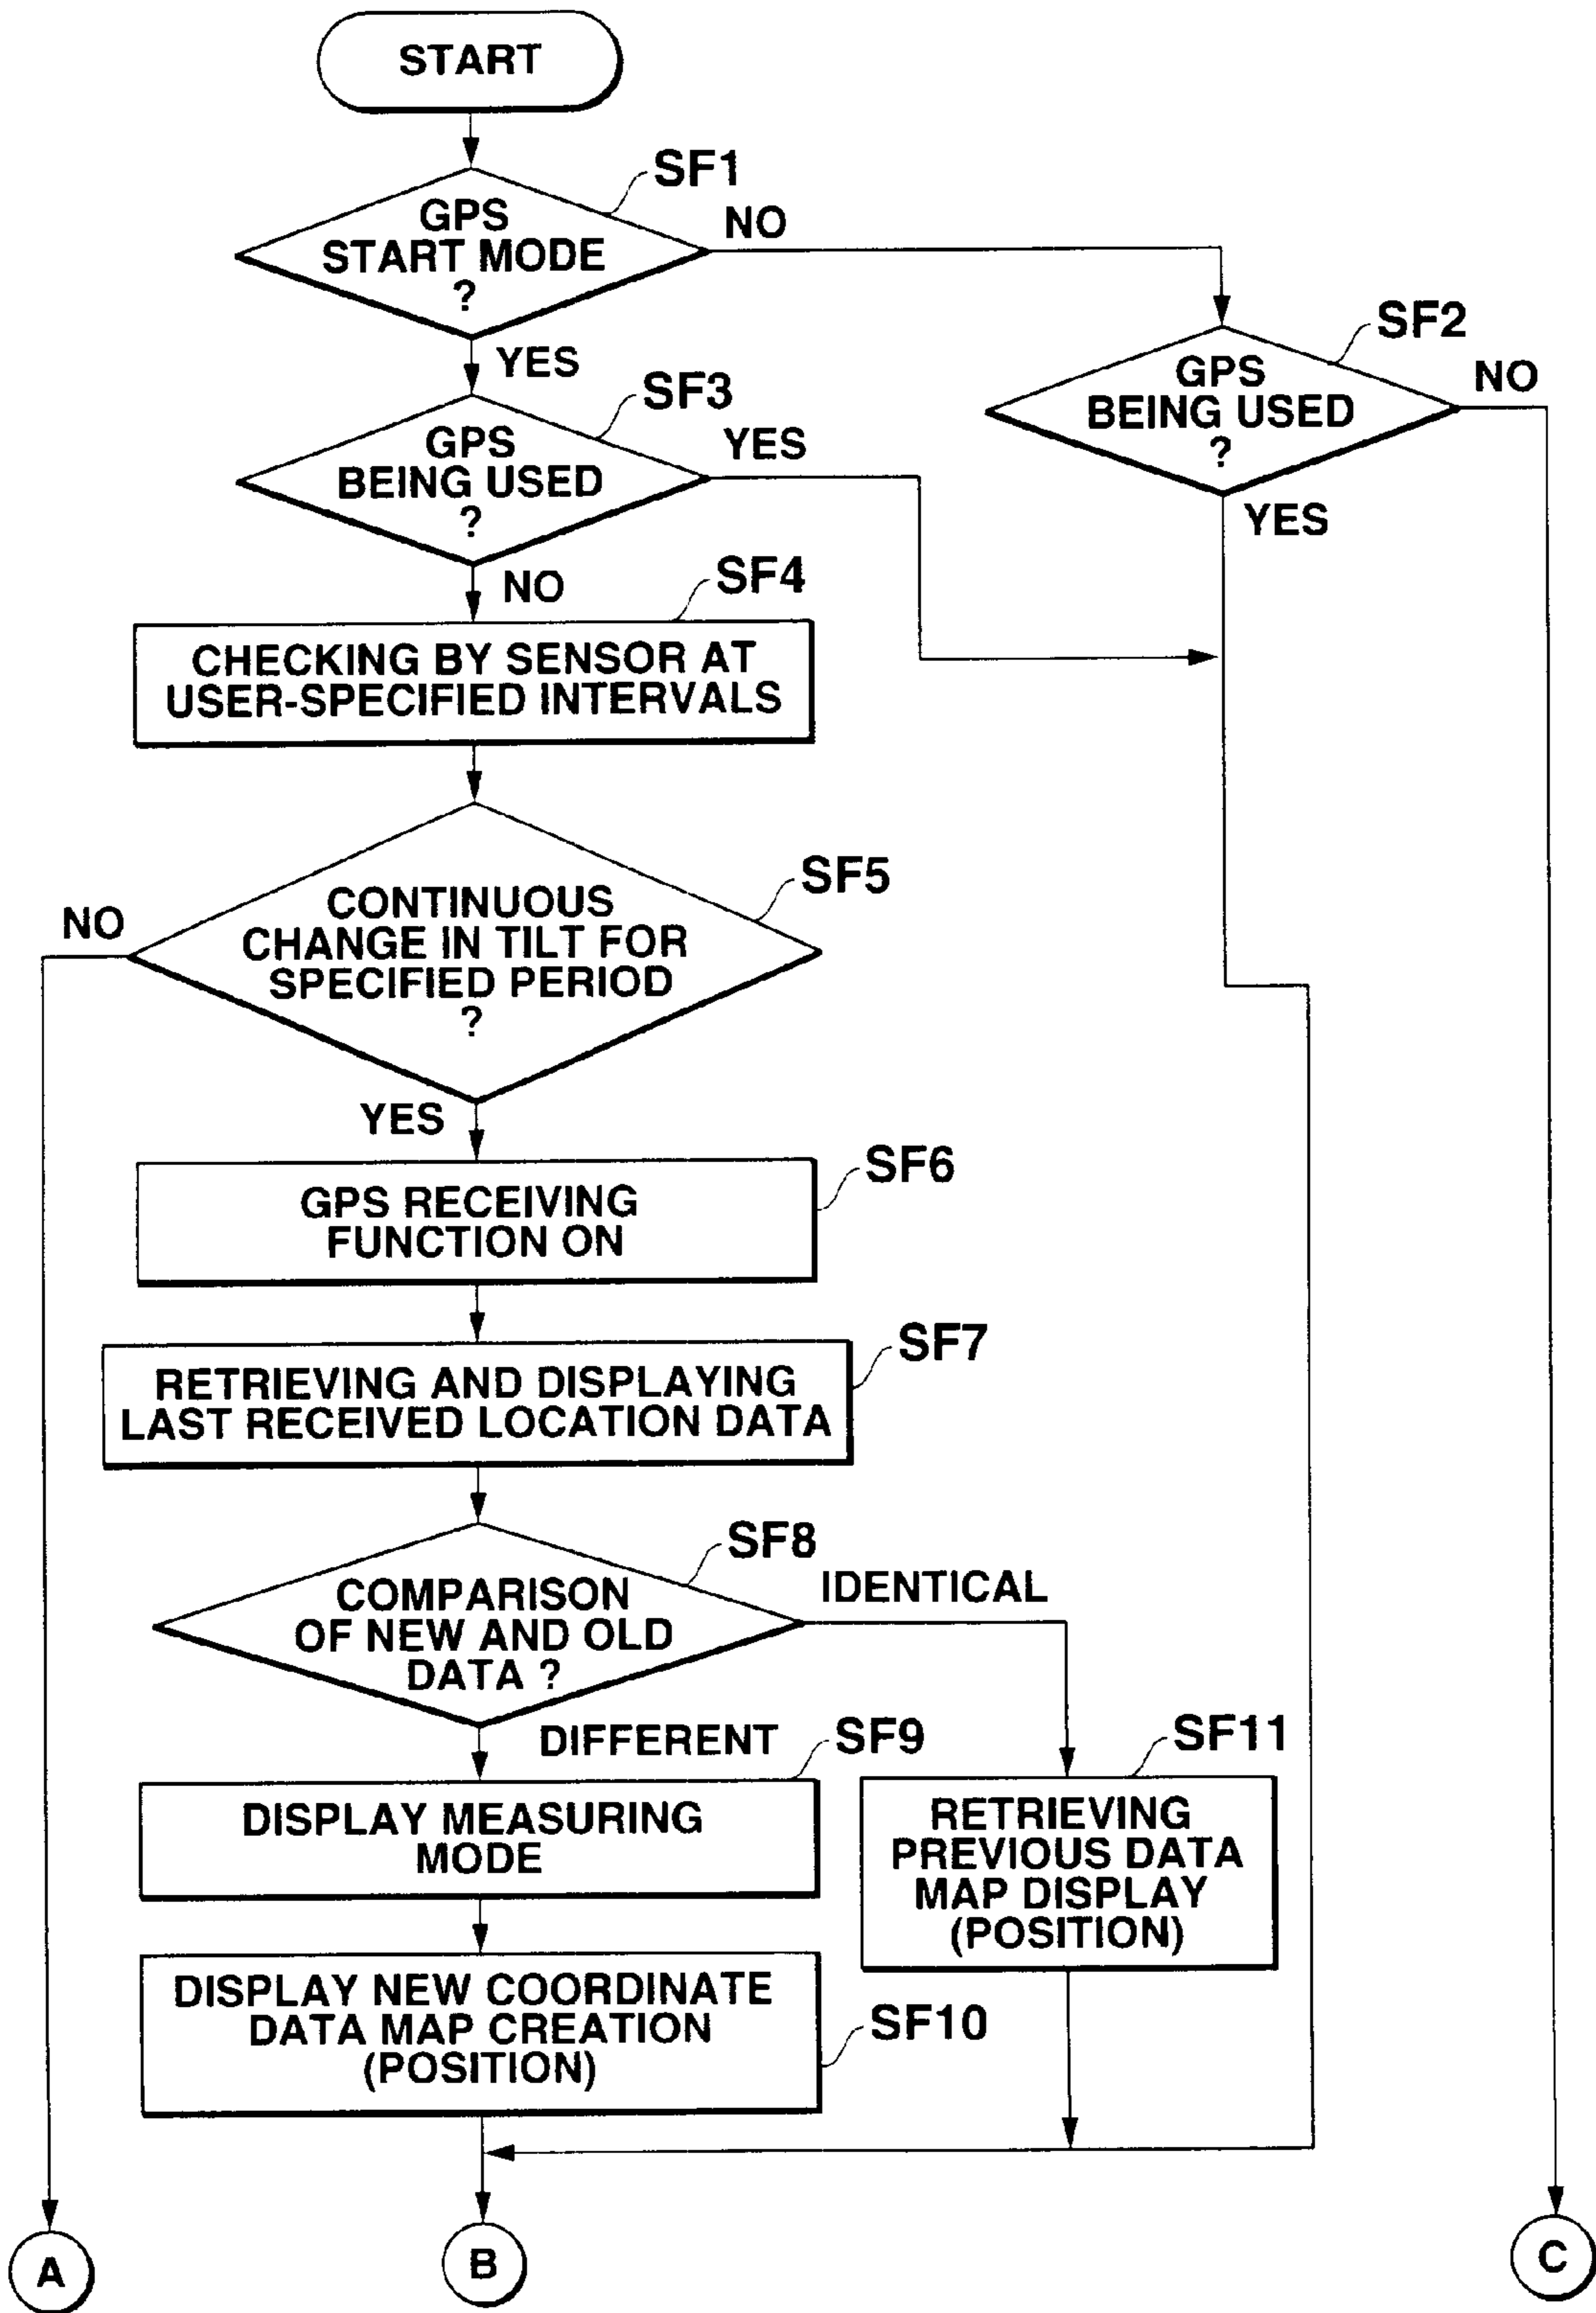 START
SF1
GPS
START MODE
?
NO
YES
SF2
GPS
BEING USED
?
NO
YES
SF3
GPS
BEING USED
?
YES
NO
SF4
CHECKING BY SENSOR AT
USER-SPECIFIED INTERVALS
SF5
CONTINUOUS
CHANGE IN TILT FOR
SPECIFIED PERIOD
?
NO
YES
SF6
GPS RECEIVING
FUNCTION ON
SF7
RETRIEVING AND DISPLAYING
LAST RECEIVED LOCATION DATA
SF8
COMPARISON
OF NEW AND OLD
DATA ?
IDENTICAL
DIFFERENT
SF9
DISPLAY MEASURING
MODE
SF11
RETRIEVING
PREVIOUS DATA
MAP DISPLAY
(POSITION)
DISPLAY NEW COORDINATE
DATA MAP CREATION
(POSITION)
SF10
A
B
C